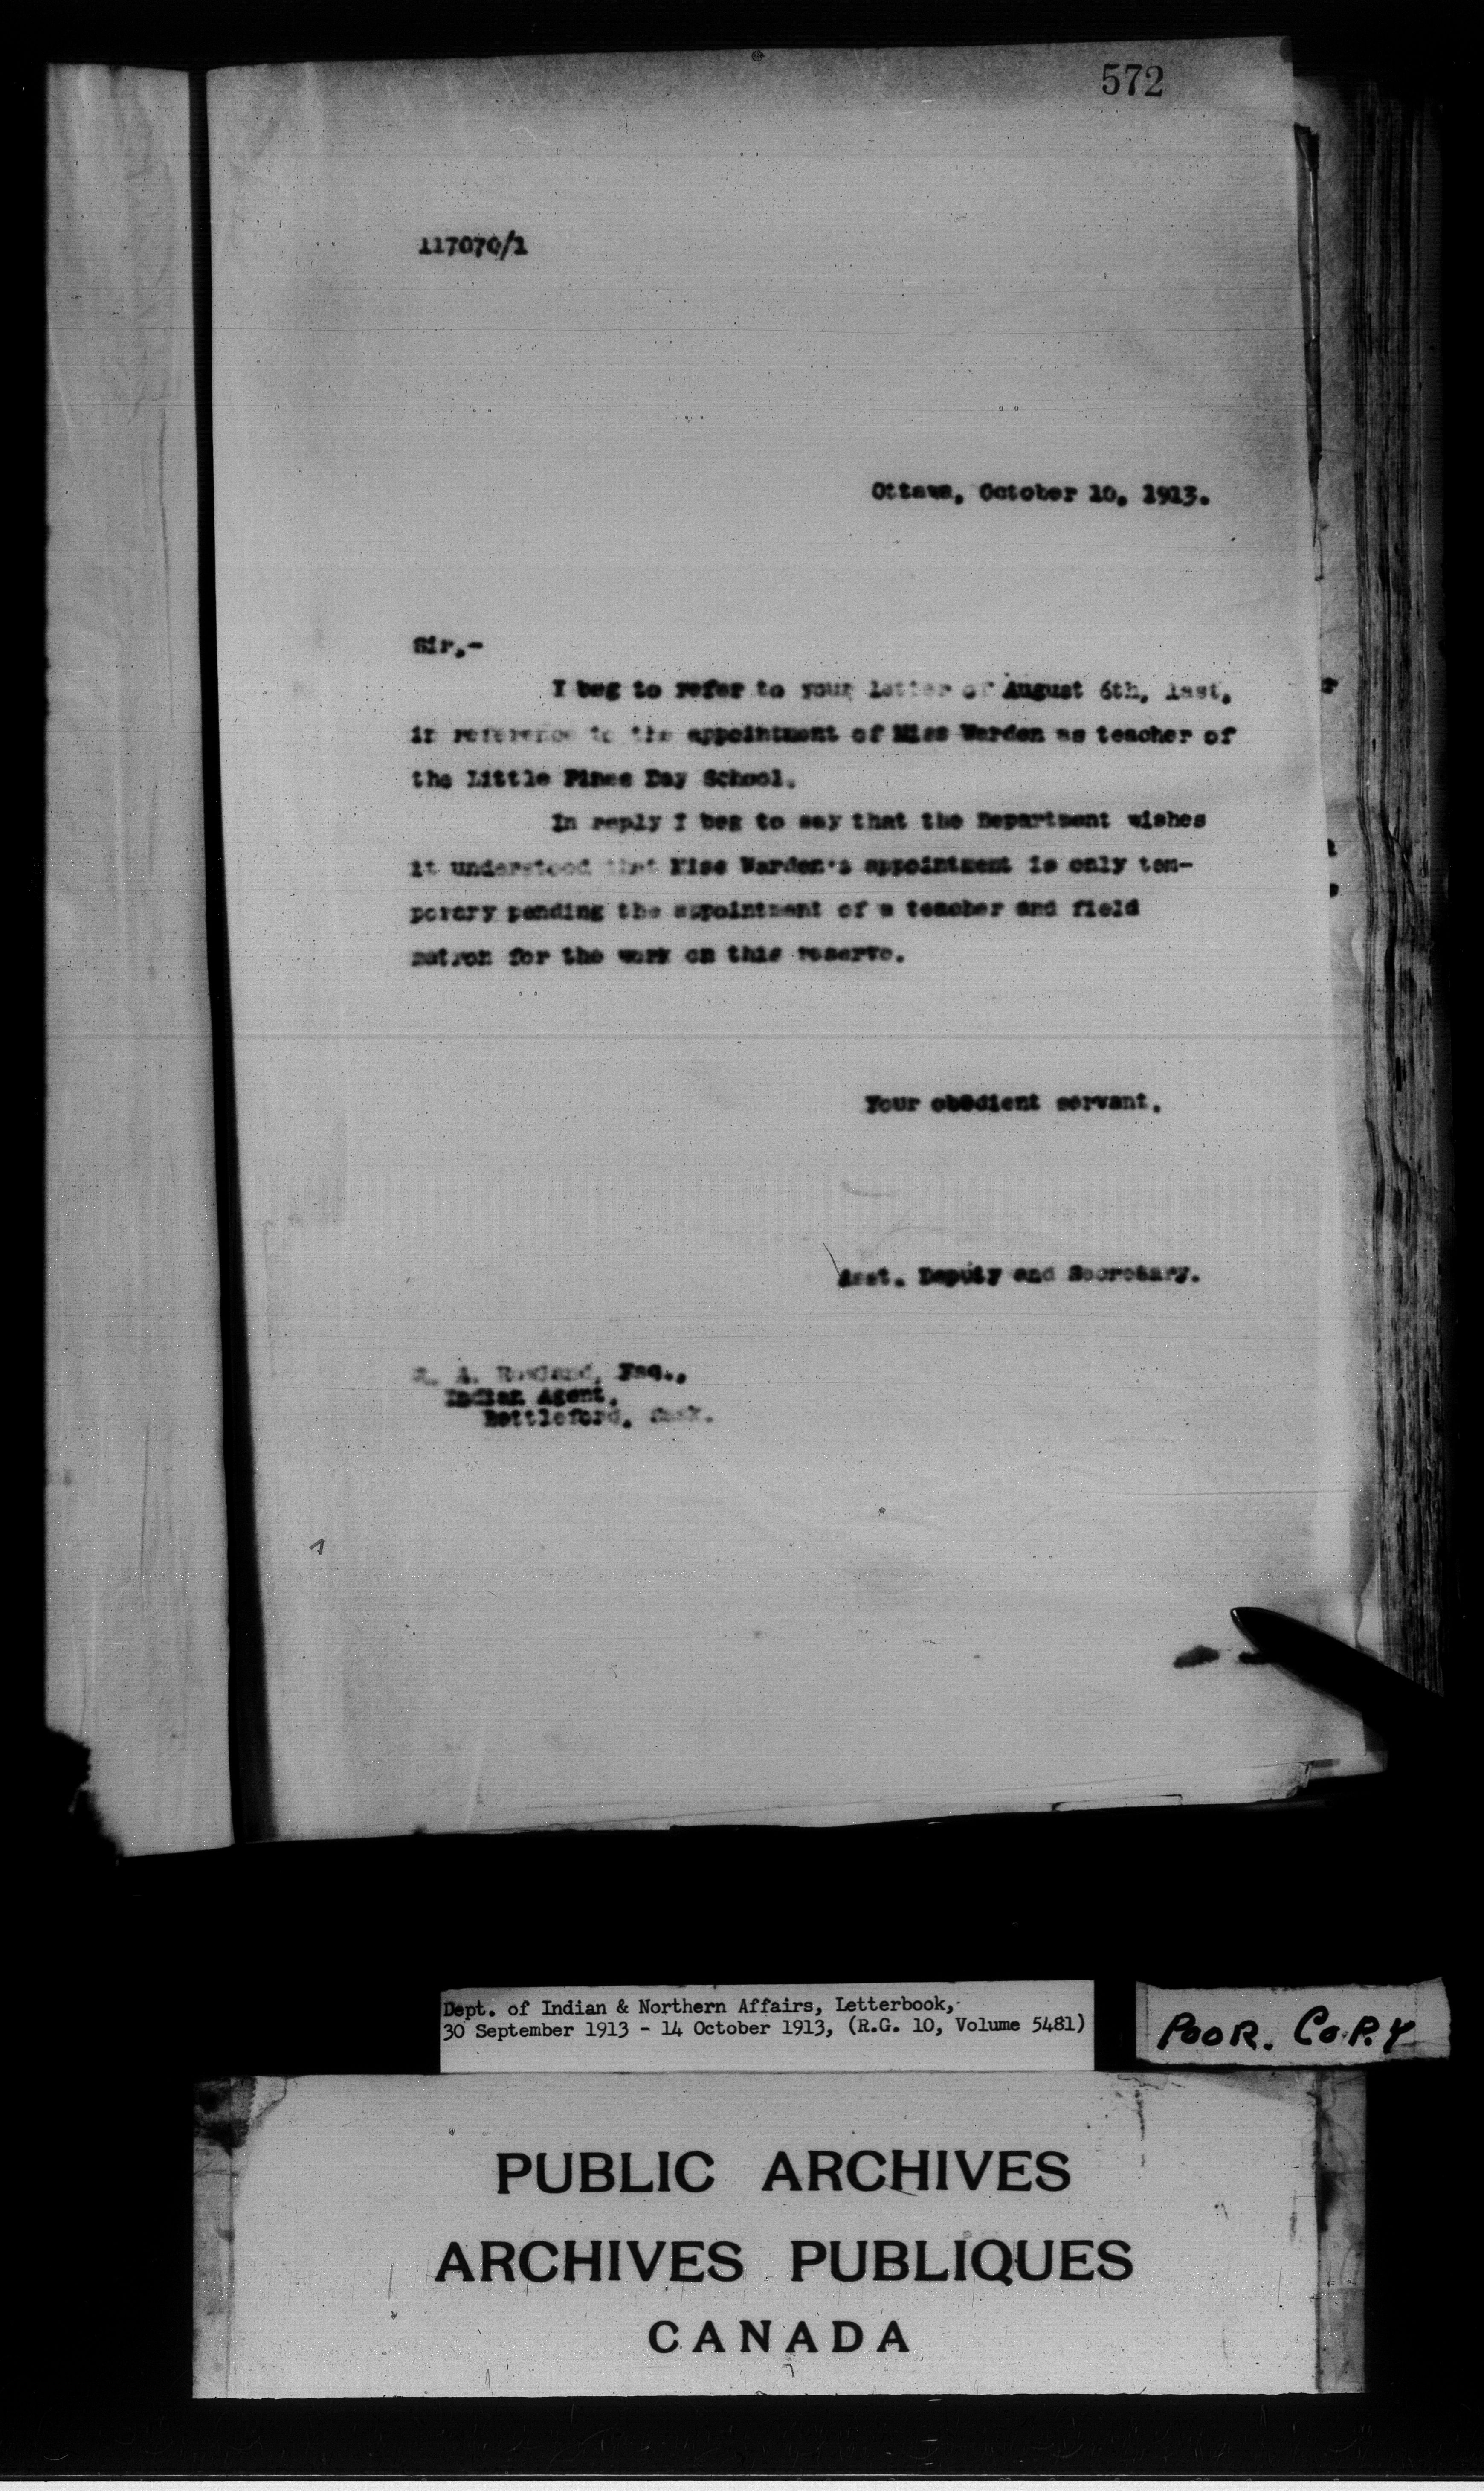 572
117070/1
Ottawa, October 10, 1913.
Sir,-
I beg to refer to your letter of August 6th, last,
in reference to the appointment of Miss Warden as teacher of
the Little Pines Day School.
In reply I beg to say that the Department wishes
it understood that Miss Warden's appointment is only tem-
porary pending the appointment of a teacher and field
matron for the work on this reserve.
Your obedient servant,
Asst. Deputy and Secretary.
A. Rowland, Esq.,
Indian Agent,
Battleford, Sask.
Dept. of Indian & Northern Affairs, Letterbook,
30 September 1913 - 14 October 1913, (R.G. 10, Volume 5481)
POOR. COPY
PUBLIC ARCHIVES
ARCHIVES PUBLIQUES
CANADA